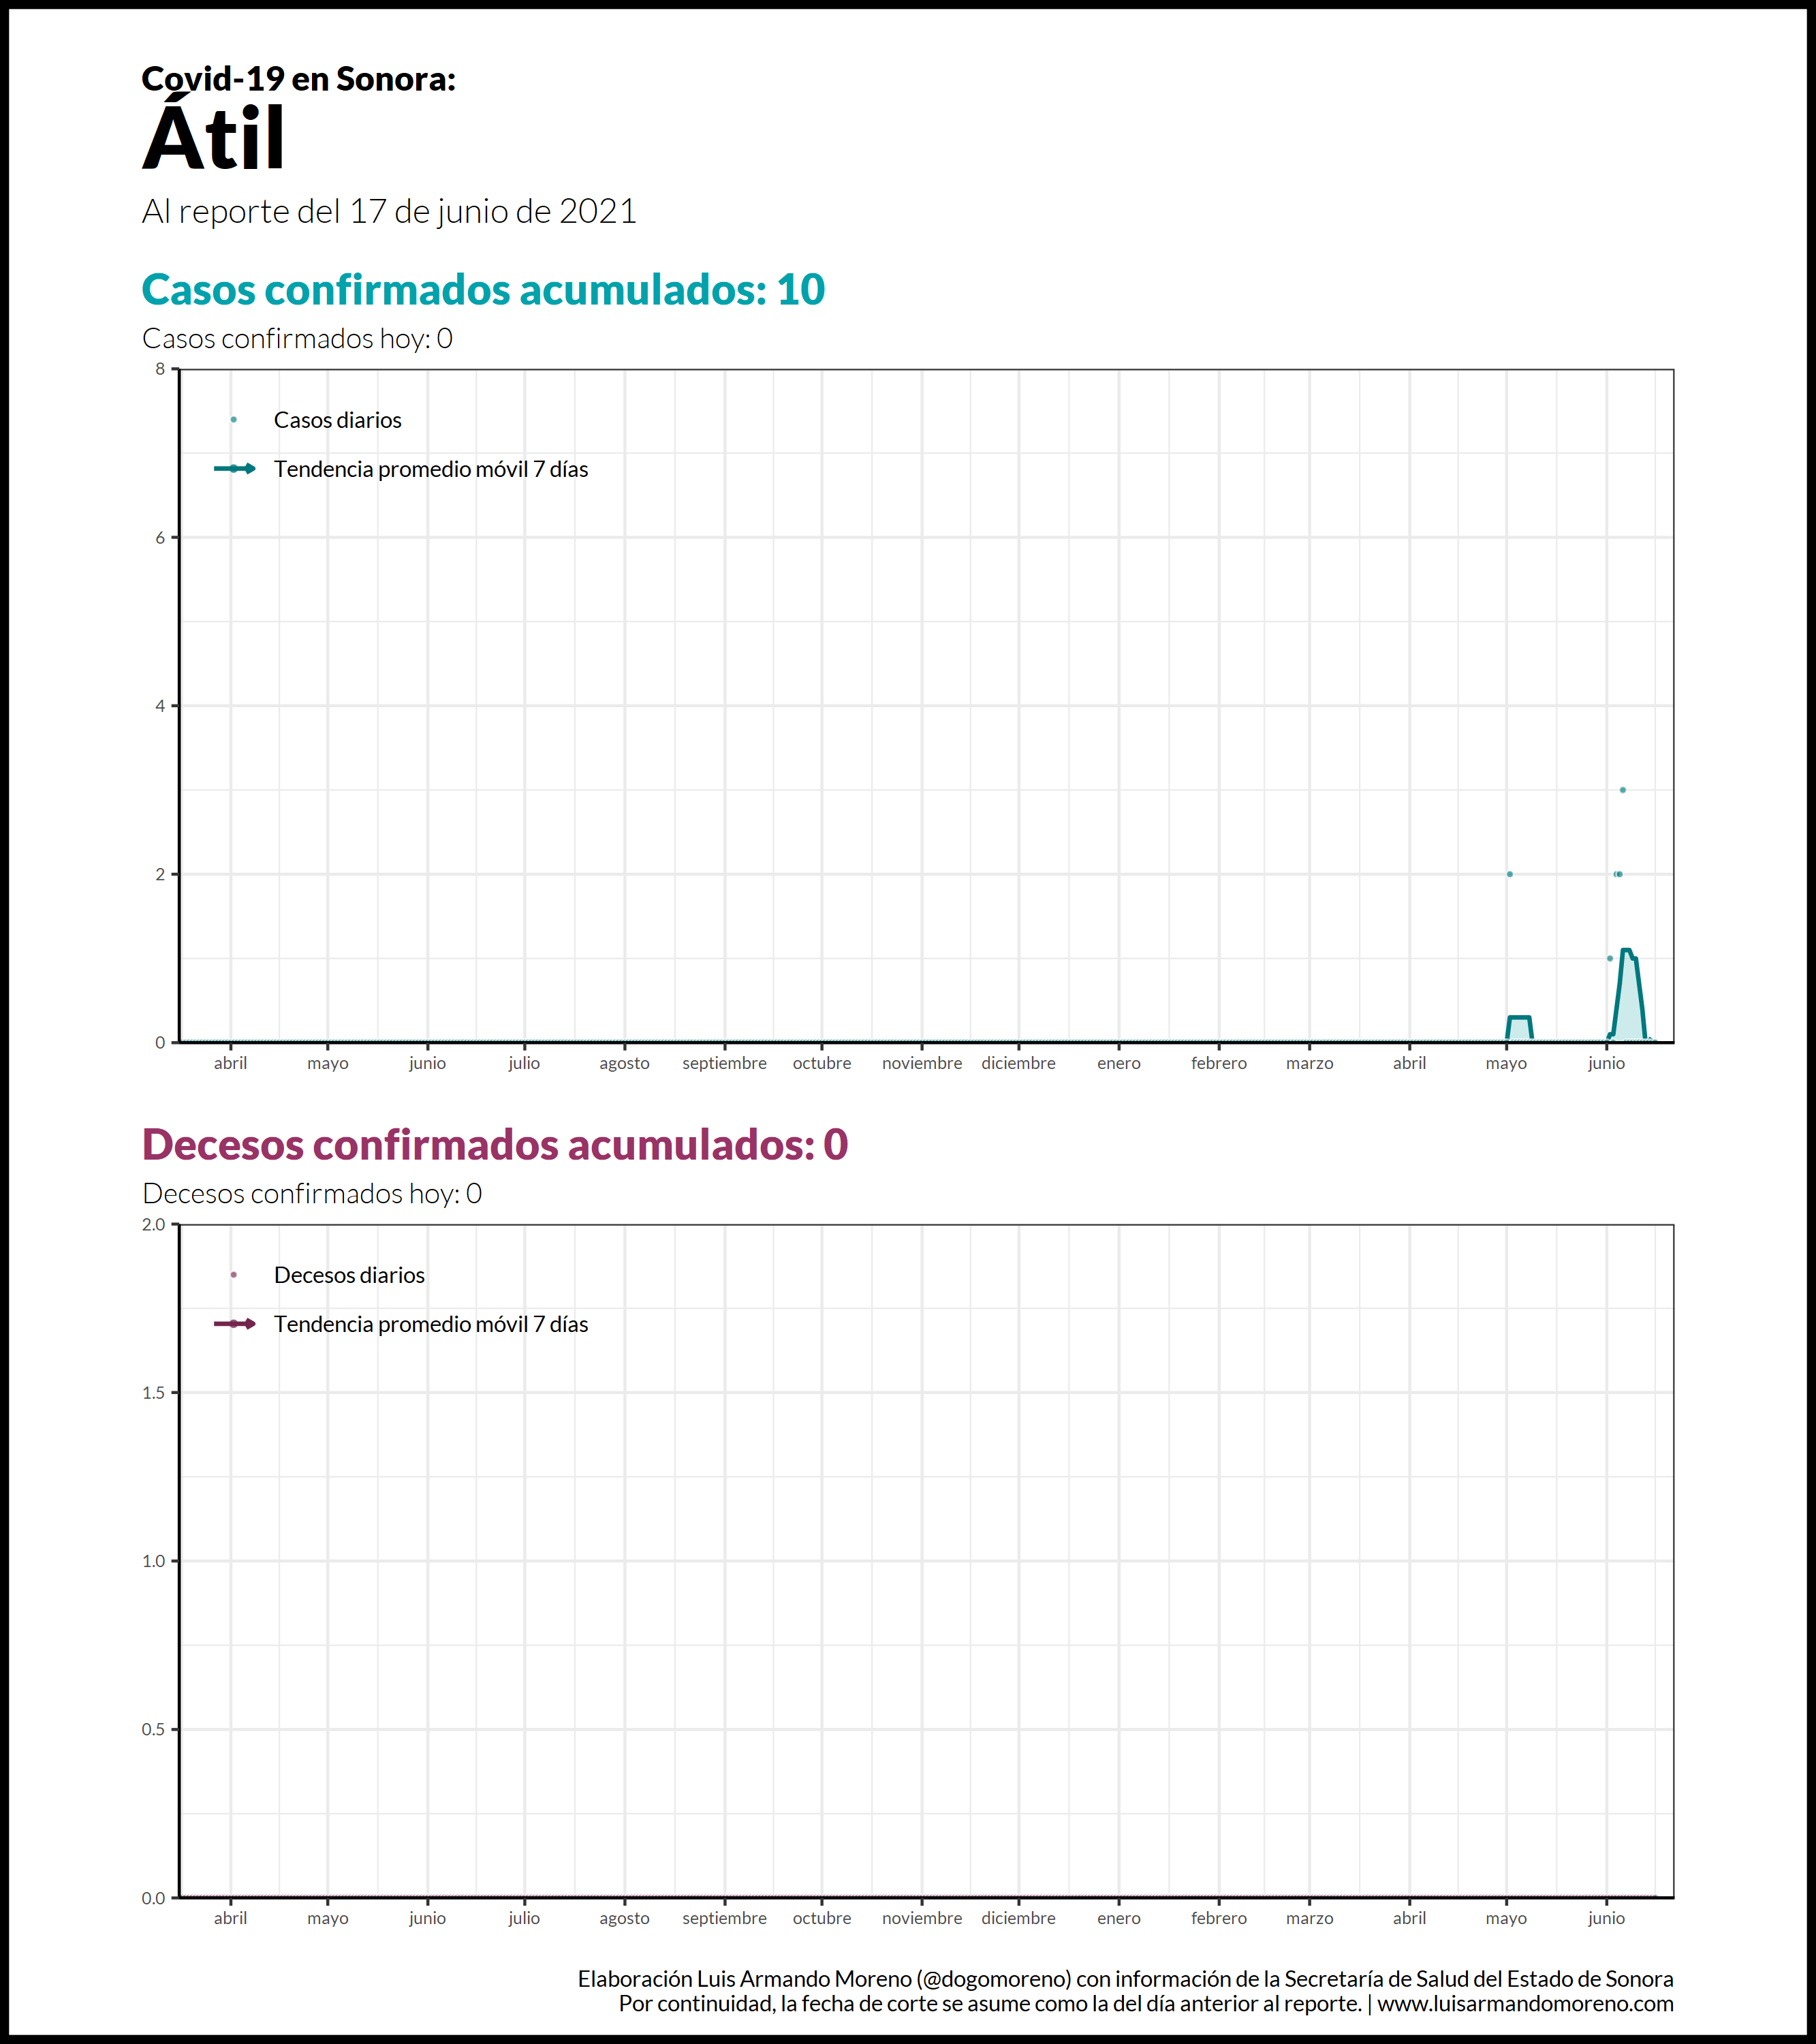 Covid-19 en Sonora:
Átil
Al reporte del 17 de junio de 2021
Casos confirmados acumulados: 10
Casos confirmados hoy: 0
8
Casos diarios
Tendencia promedio móvil 7 días
6
4
2
0
abril mayo junio julio agosto septiembre octubre noviembre diciembre enero febrero marzo abril mayo junio
Decesos confirmados acumulados: 0
Decesos confirmados hoy: 0
2.0
Decesos diarios
Tendencia promedio móvil 7 días
1.5
1.0
0.5
0.0
abril mayo junio julio agosto septiembre octubre noviembre diciembre enero febrero marzo abril mayo junio
Elaboración Luis Armando Moreno (@dogomoreno) con información de la Secretaría de Salud del Estado de Sonora
Por continuidad, la fecha de corte se asume como la del día anterior al reporte. | www.luisarmandomoreno.com